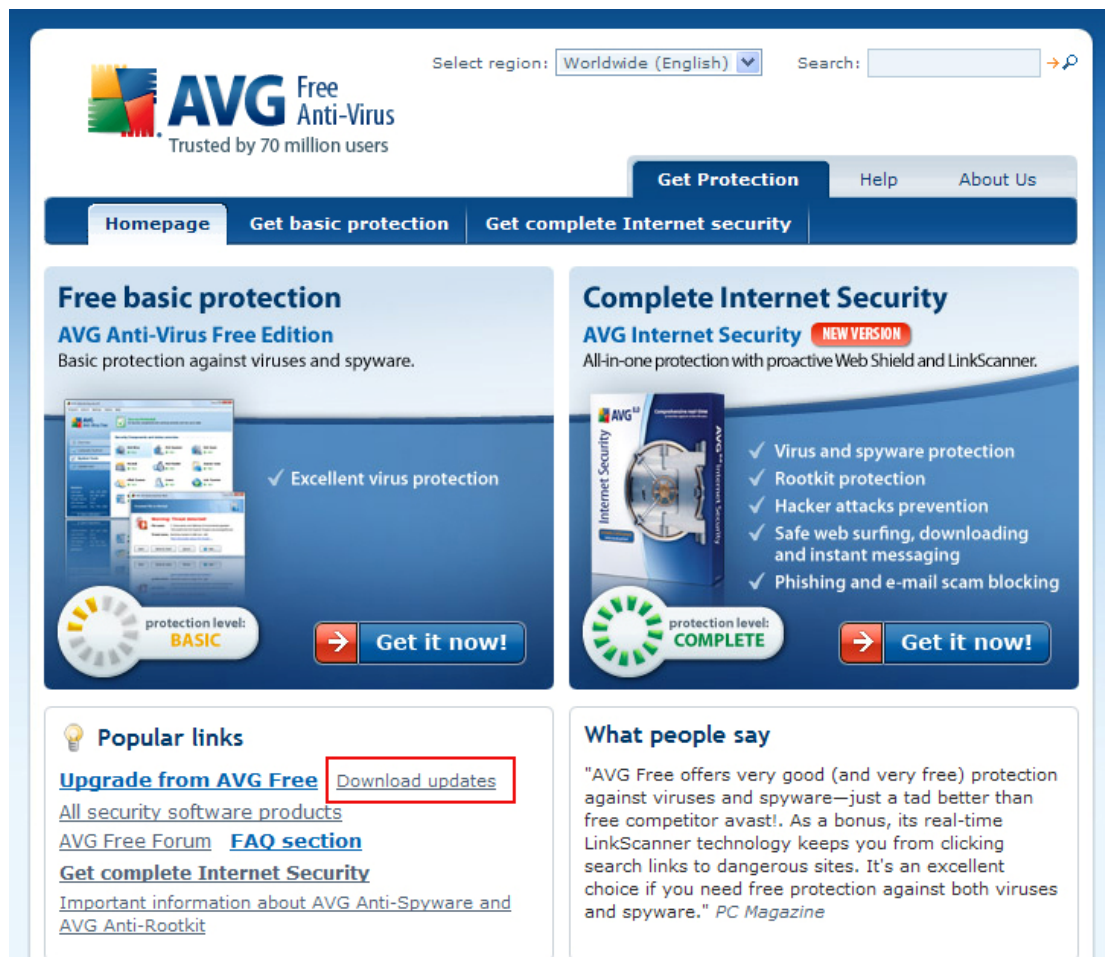 Select region: Worldwide (English) Search:
AVG Free
Anti-Virus
Trusted by 70 million users
Get Protection Help About Us
Homepage Get basic protection Get complete Internet security
Free basic protection
AVG Anti-Virus Free Edition
Basic protection against viruses and spyware.
✓ Excellent virus protection
protection level:
BASIC
Get it now!
Complete Internet Security
AVG Internet Security NEW VERSION
All-in-one protection with proactive Web Shield and LinkScanner.
AVG 8.0
Internet Security
✓ Virus and spyware protection
✓ Rootkit protection
✓ Hacker attacks prevention
✓ Safe web surfing, downloading
and instant messaging
✓ Phishing and e-mail scam blocking
protection level:
COMPLETE
Get it now!
Popular links
Upgrade from AVG Free Download updates
All security software products
AVG Free Forum FAQ section
Get complete Internet Security
Important information about AVG Anti-Spyware and
AVG Anti-Rootkit
What people say
"AVG Free offers very good (and very free) protection
against viruses and spyware—just a tad better than
free competitor avast!. As a bonus, its real-time
LinkScanner technology keeps you from clicking
search links to dangerous sites. It's an excellent
choice if you need free protection against both viruses
and spyware." PC Magazine